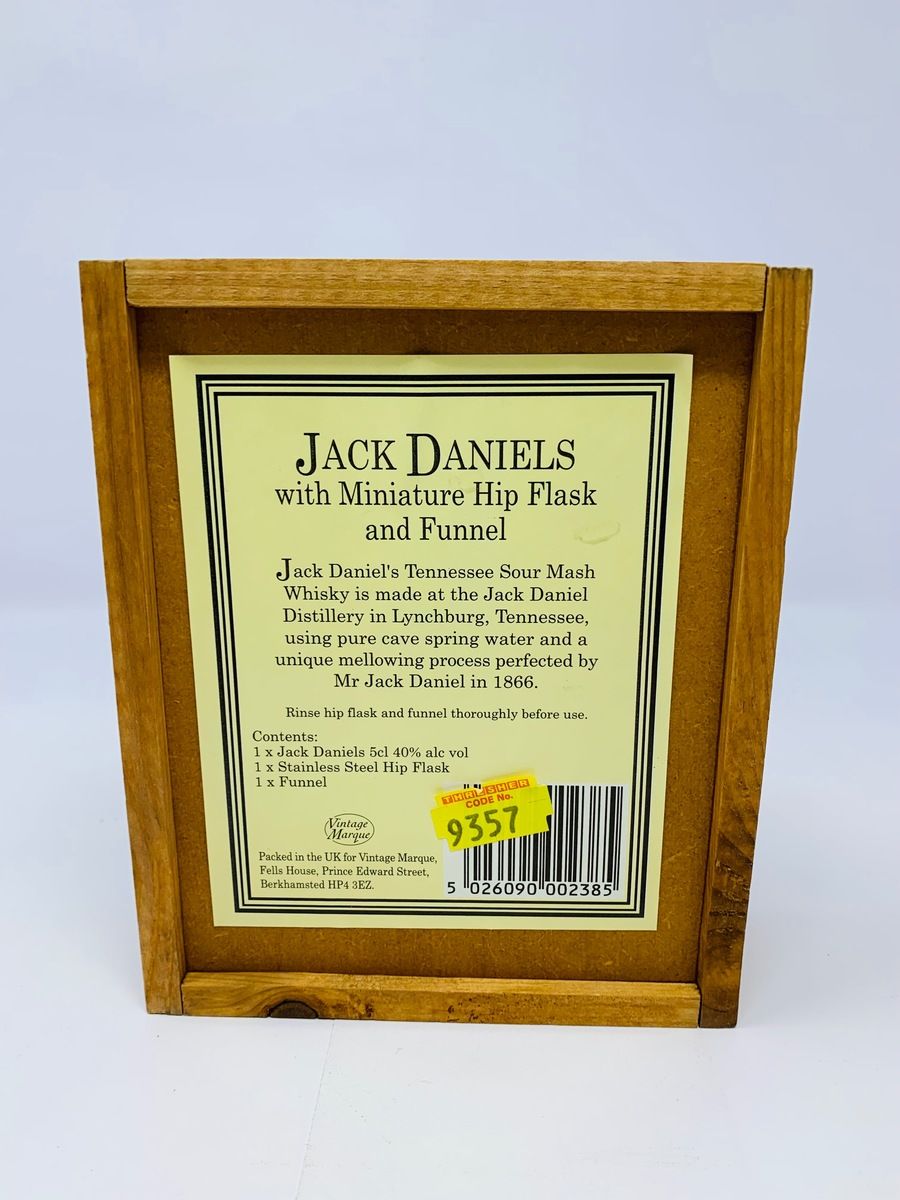 JACK DANIELS
with Miniature Hip Flask
and Funnel
Jack Daniel's Tennessee Sour Mash
Whisky is made at the Jack Daniel
Distillery in Lynchburg, Tennessee,
using pure cave spring water and a
unique mellowing process perfected by
Mr Jack Daniel in 1866.
Rinse hip flask and funnel thoroughly before use.
Contents:
1 x Jack Daniels 5cl 40% alc vol
1 x Stainless Steel Hip Flask
1 x Funnel
THRESHER
CODE No.
9357
Vintage
Marque
Packed in the UK for Vintage Marque,
Fells House, Prince Edward Street,
Berkhamsted HP4 3EZ.
5 026090 002385